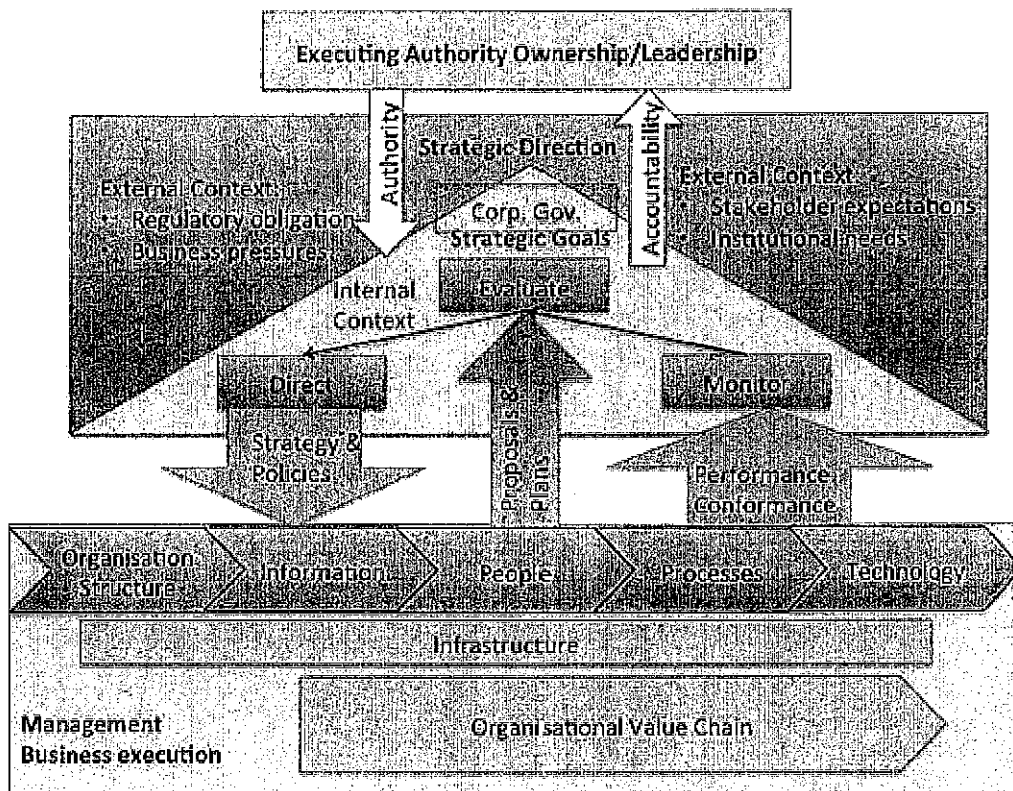 Executing Authority Ownership/Leadership
Authority
Accountability
Strategic Direction
External Context:
• Regulatory obligation
• Business pressures
External Context:
• Stakeholder expectations
• Institutional needs
Corp. Gov.
Strategic Goals
Evaluate
Internal
Context
Direct
Monitor
Strategy &
Policies
Proposals &
Plans
Performance
Conformance
Organisation
Structure
Information
People
Processes
Technology
Infrastructure
Organisational Value Chain
Management
Business execution